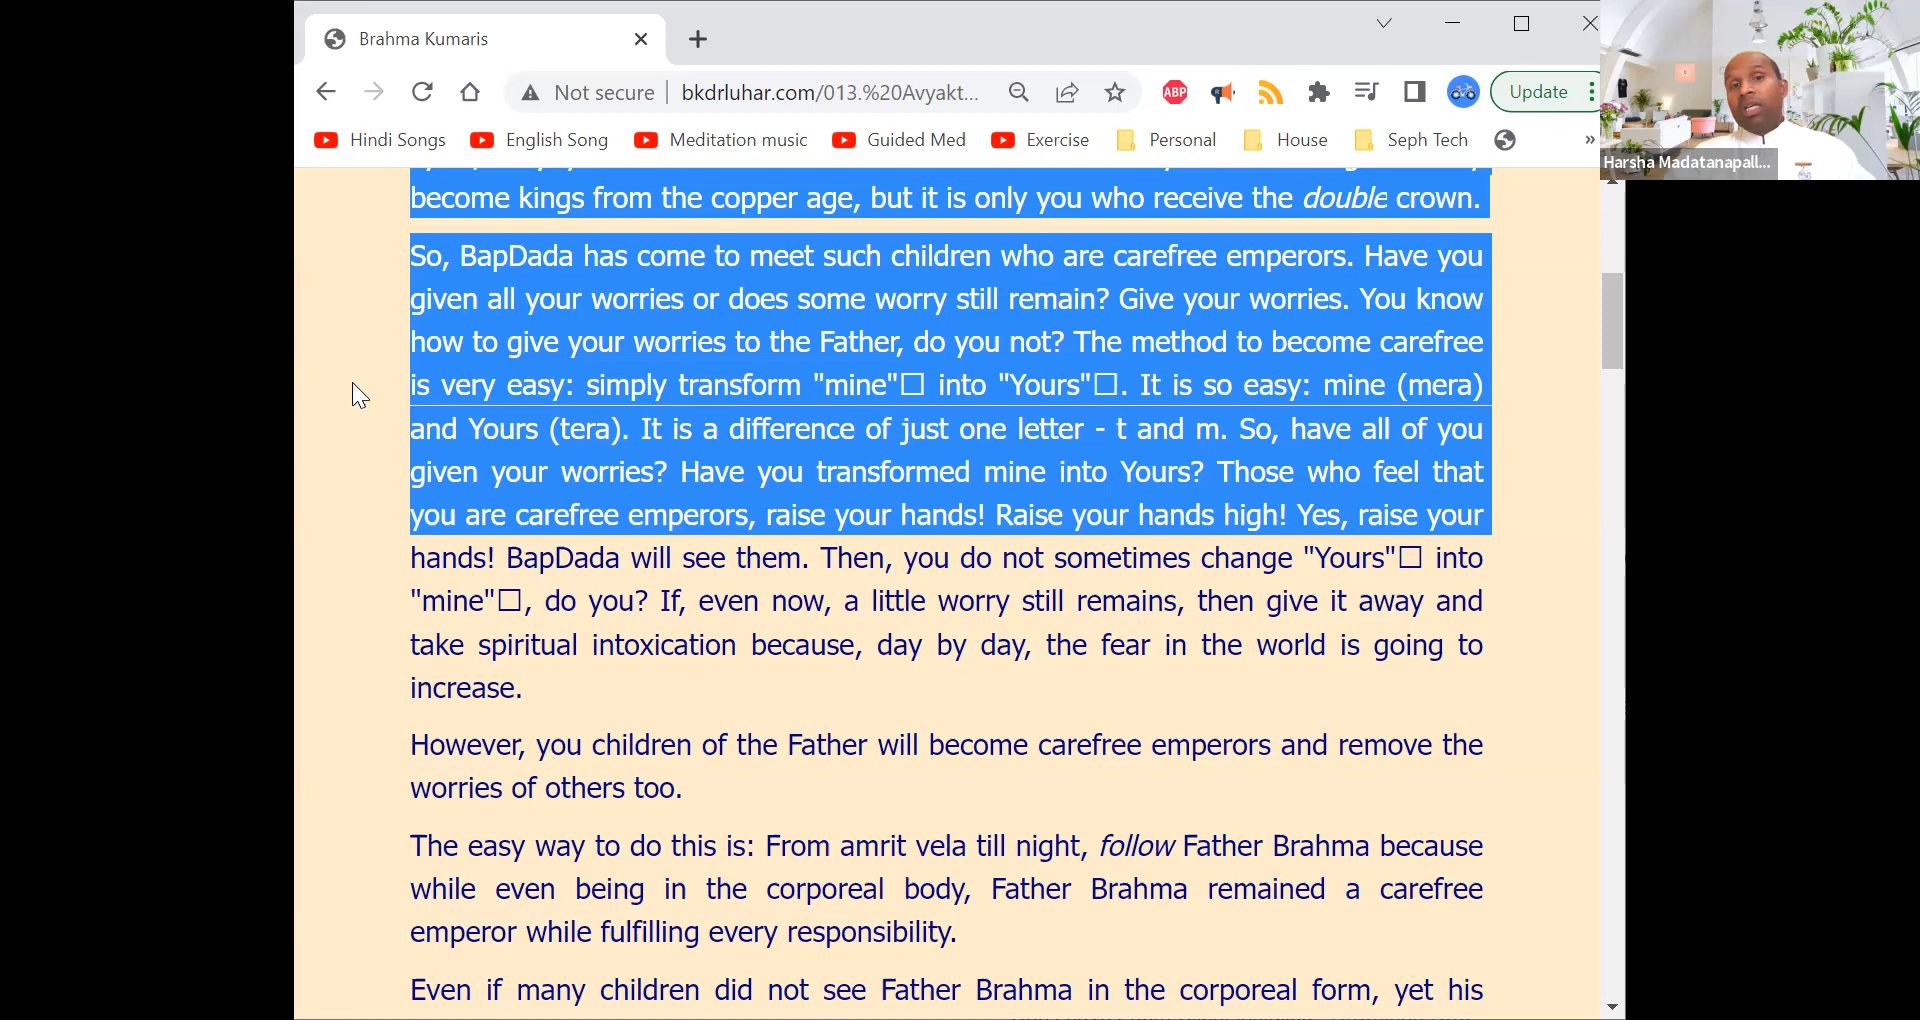 Brahma Kumaris
Not secure
bkdrluhar.com/013.%20Avyakt...
ABP
Update
Hindi Songs
English Song
Meditation music
Guided Med
Exercise
Personal
House
Seph Tech
»
Harsha Madatanapall...
become kings from the copper age, but it is only you who receive the double crown.
So, BapDada has come to meet such children who are carefree emperors. Have you
given all your worries or does some worry still remain? Give your worries. You know
how to give your worries to the Father, do you not? The method to become carefree
is very easy: simply transform "mine"□ into "Yours"□. It is so easy: mine (mera)
and Yours (tera). It is a difference of just one letter - t and m. So, have all of you
given your worries? Have you transformed mine into Yours? Those who feel that
you are carefree emperors, raise your hands! Raise your hands high! Yes, raise your
hands! BapDada will see them. Then, you do not sometimes change "Yours"□ into
"mine"□, do you? If, even now, a little worry still remains, then give it away and
take spiritual intoxication because, day by day, the fear in the world is going to
increase.
However, you children of the Father will become carefree emperors and remove the
worries of others too.
The easy way to do this is: From amrit vela till night, follow Father Brahma because
while even being in the corporeal body, Father Brahma remained a carefree
emperor while fulfilling every responsibility.
Even if many children did not see Father Brahma in the corporeal form, yet his